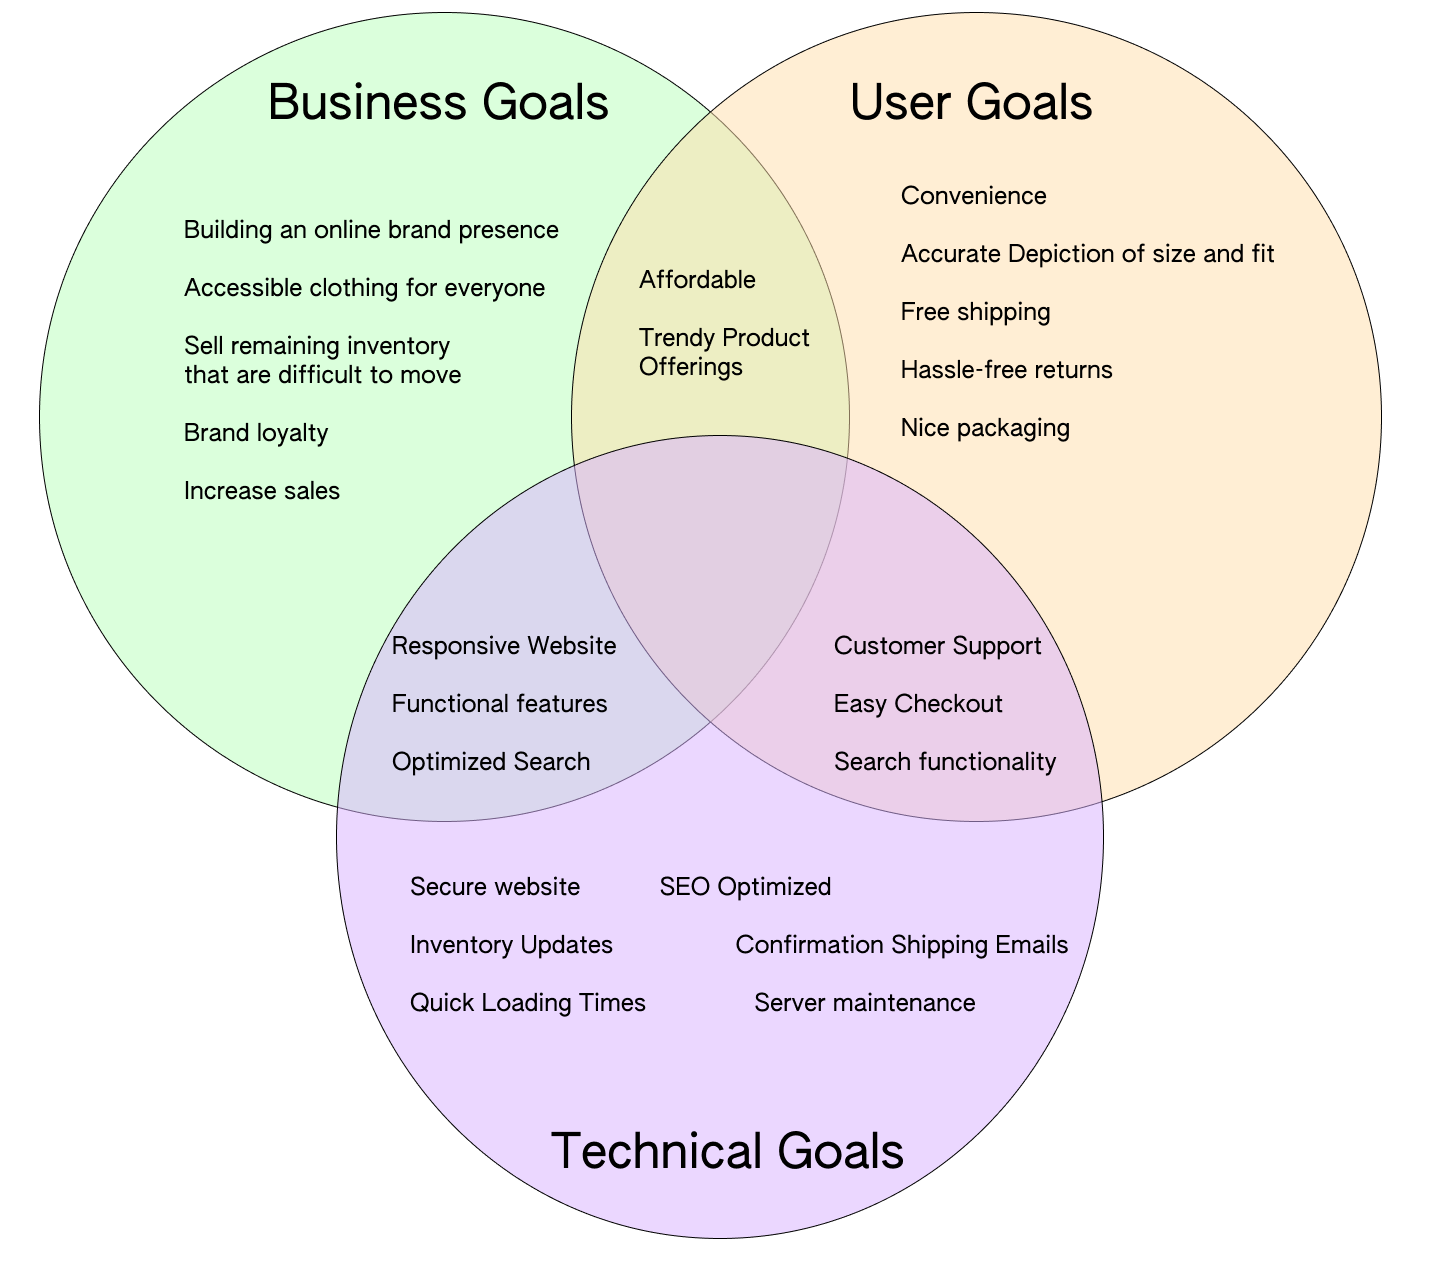 Business Goals
User Goals
Building an online brand presence
Accessible clothing for everyone
Sell remaining inventory
that are difficult to move
Brand loyalty
Increase sales
Affordable
Trendy Product
Offerings
Convenience
Accurate Depiction of size and fit
Free shipping
Hassle-free returns
Nice packaging
Responsive Website
Functional features
Optimized Search
Customer Support
Easy Checkout
Search functionality
Secure website
SEO Optimized
Inventory Updates
Confirmation Shipping Emails
Quick Loading Times
Server maintenance
Technical Goals